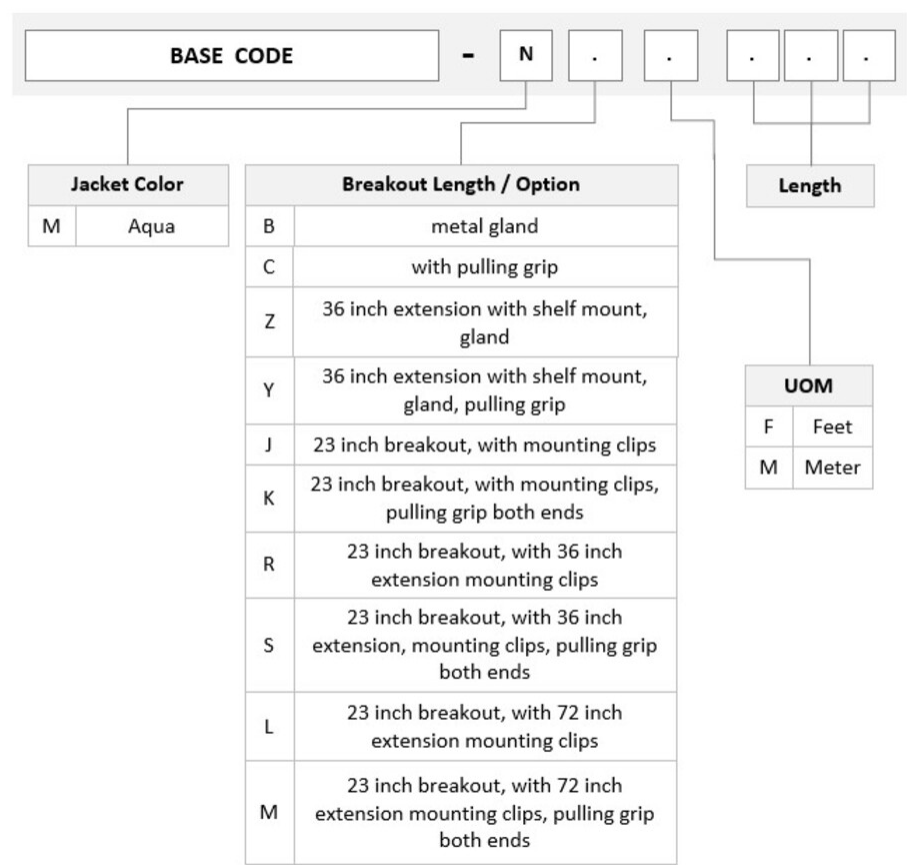 BASE CODE - N . . . . .
Jacket Color
M Aqua
Breakout Length / Option
B metal gland
C with pulling grip
Z 36 inch extension with shelf mount,
gland
Y 36 inch extension with shelf mount,
gland, pulling grip
J 23 inch breakout, with mounting clips
K 23 inch breakout, with mounting clips,
pulling grip both ends
R 23 inch breakout, with 36 inch
extension mounting clips
S 23 inch breakout, with 36 inch
extension, mounting clips, pulling grip
both ends
L 23 inch breakout, with 72 inch
extension mounting clips
M 23 inch breakout, with 72 inch
extension mounting clips, pulling grip
both ends
Length
UOM
F Feet
M Meter